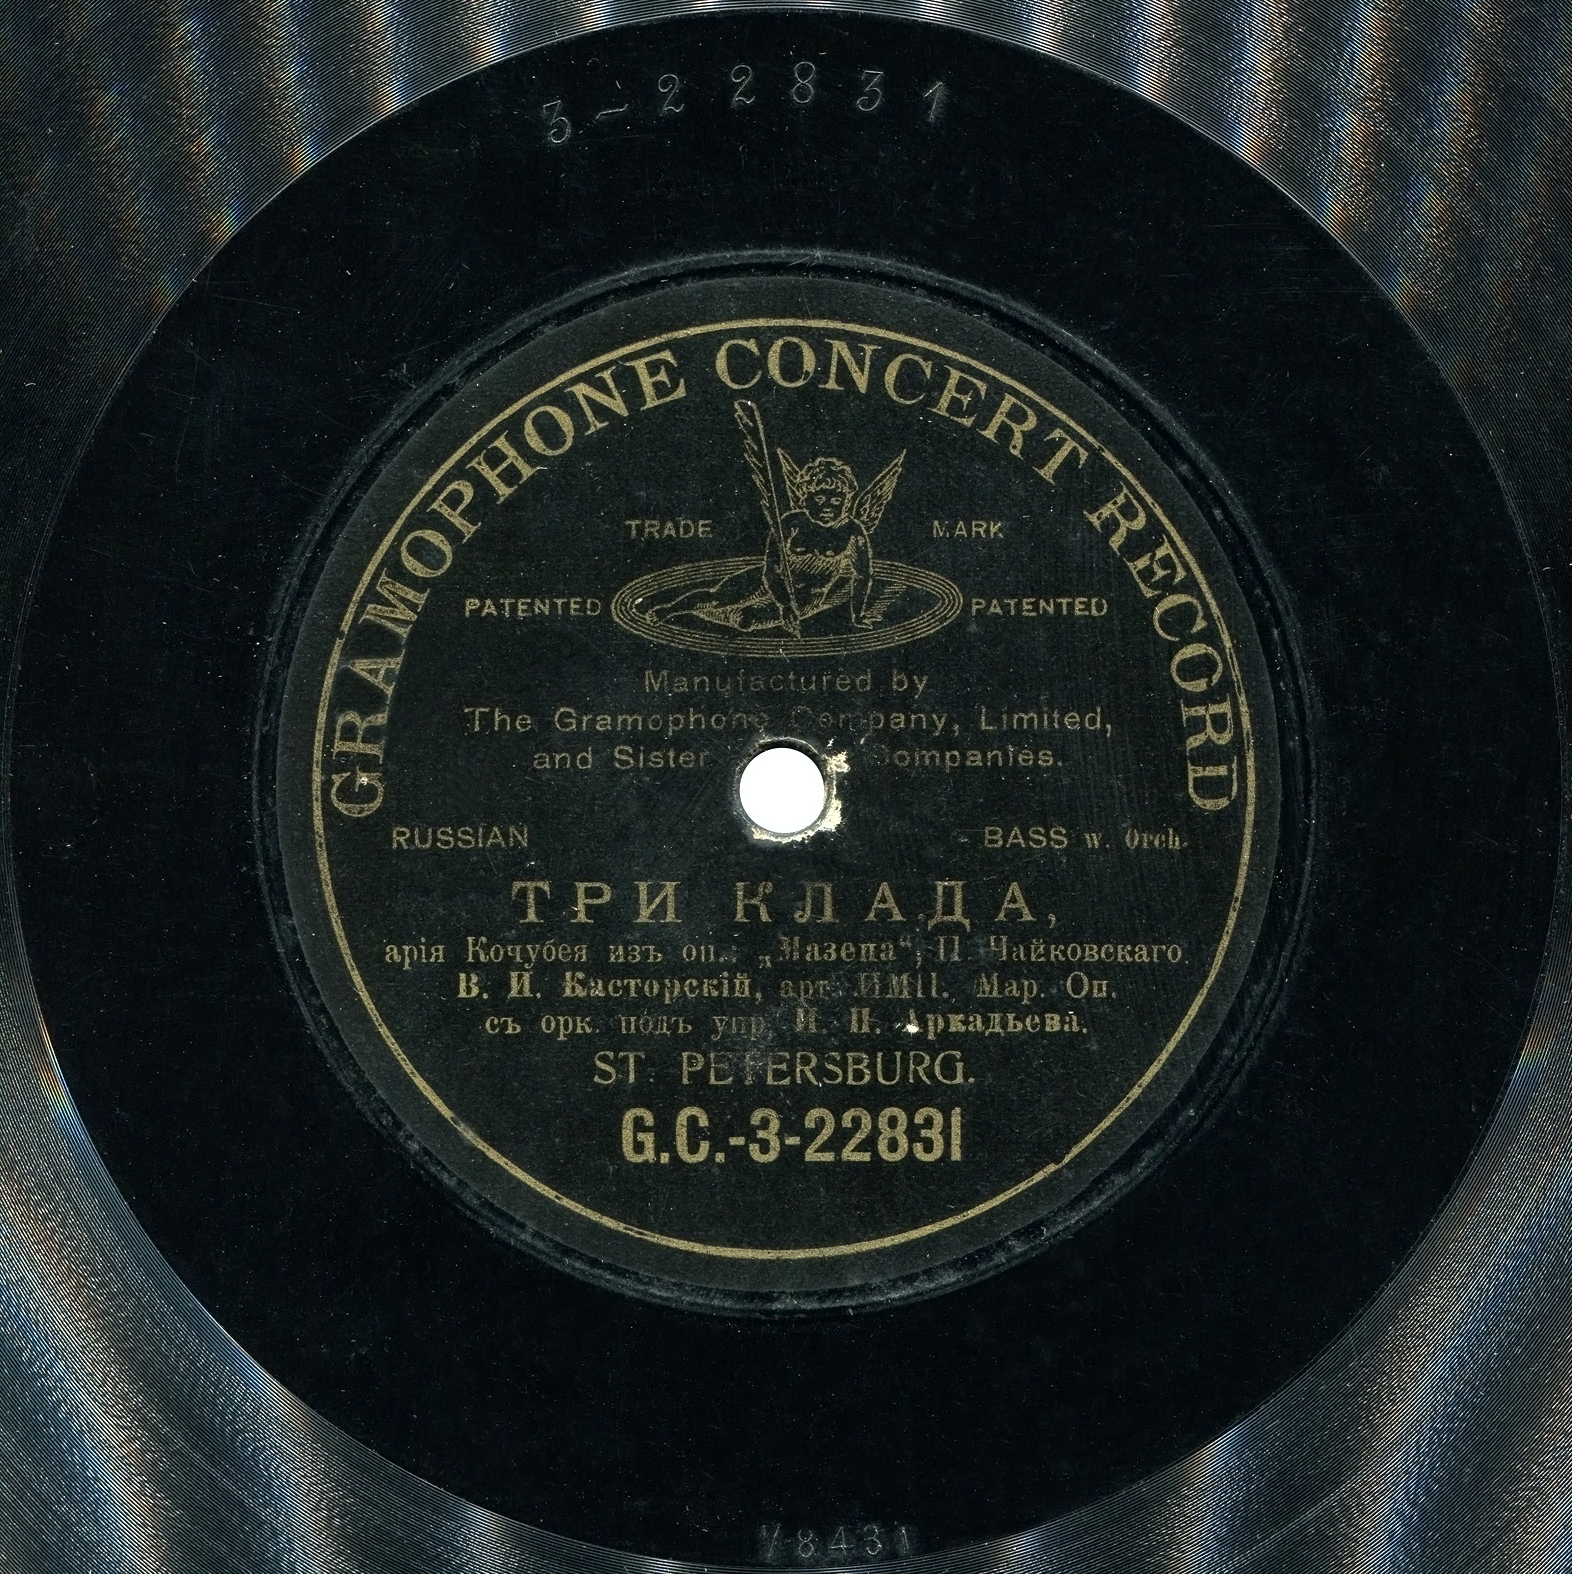 3-22831
GRAMOPHONE CONCERT RECORD
TRADE MARK
PATENTED PATENTED
Manufactured by
The Gramophone Company, Limited,
and Sister Companies.
RUSSIAN BASS w. Orch.
ТРИ КЛАДА,
арія Кочубея изъ оп.: „Мазепа“, П. Чайковскаго
В. И. Касторскій, арт. ИМП. Мар. Оп.
съ орк. подъ упр. И. П. Аркадьева.
ST. PETERSBURG.
G.C.-3-22831
78431